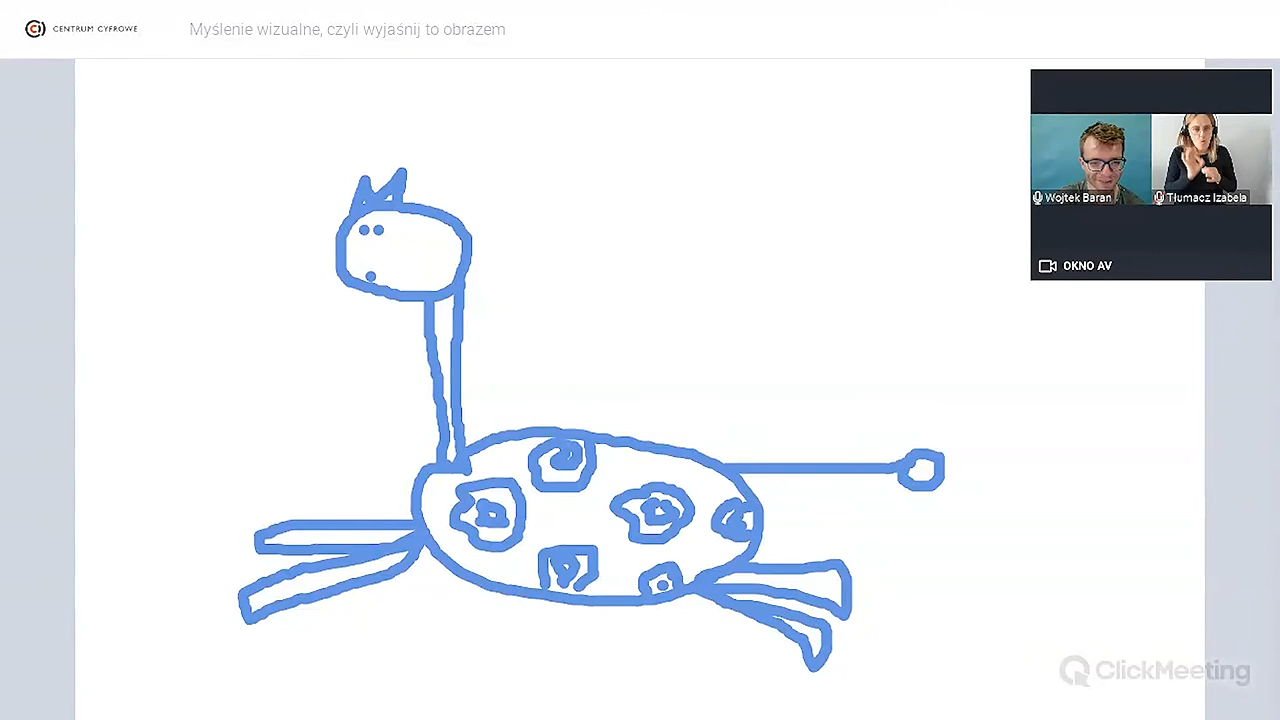 CENTRUM CYFROWE
Myślenie wizualne, czyli wyjaśnij to obrazem
Wojtek Baran
Tłumacz Izabela
OKNO AV
ClickMeeting